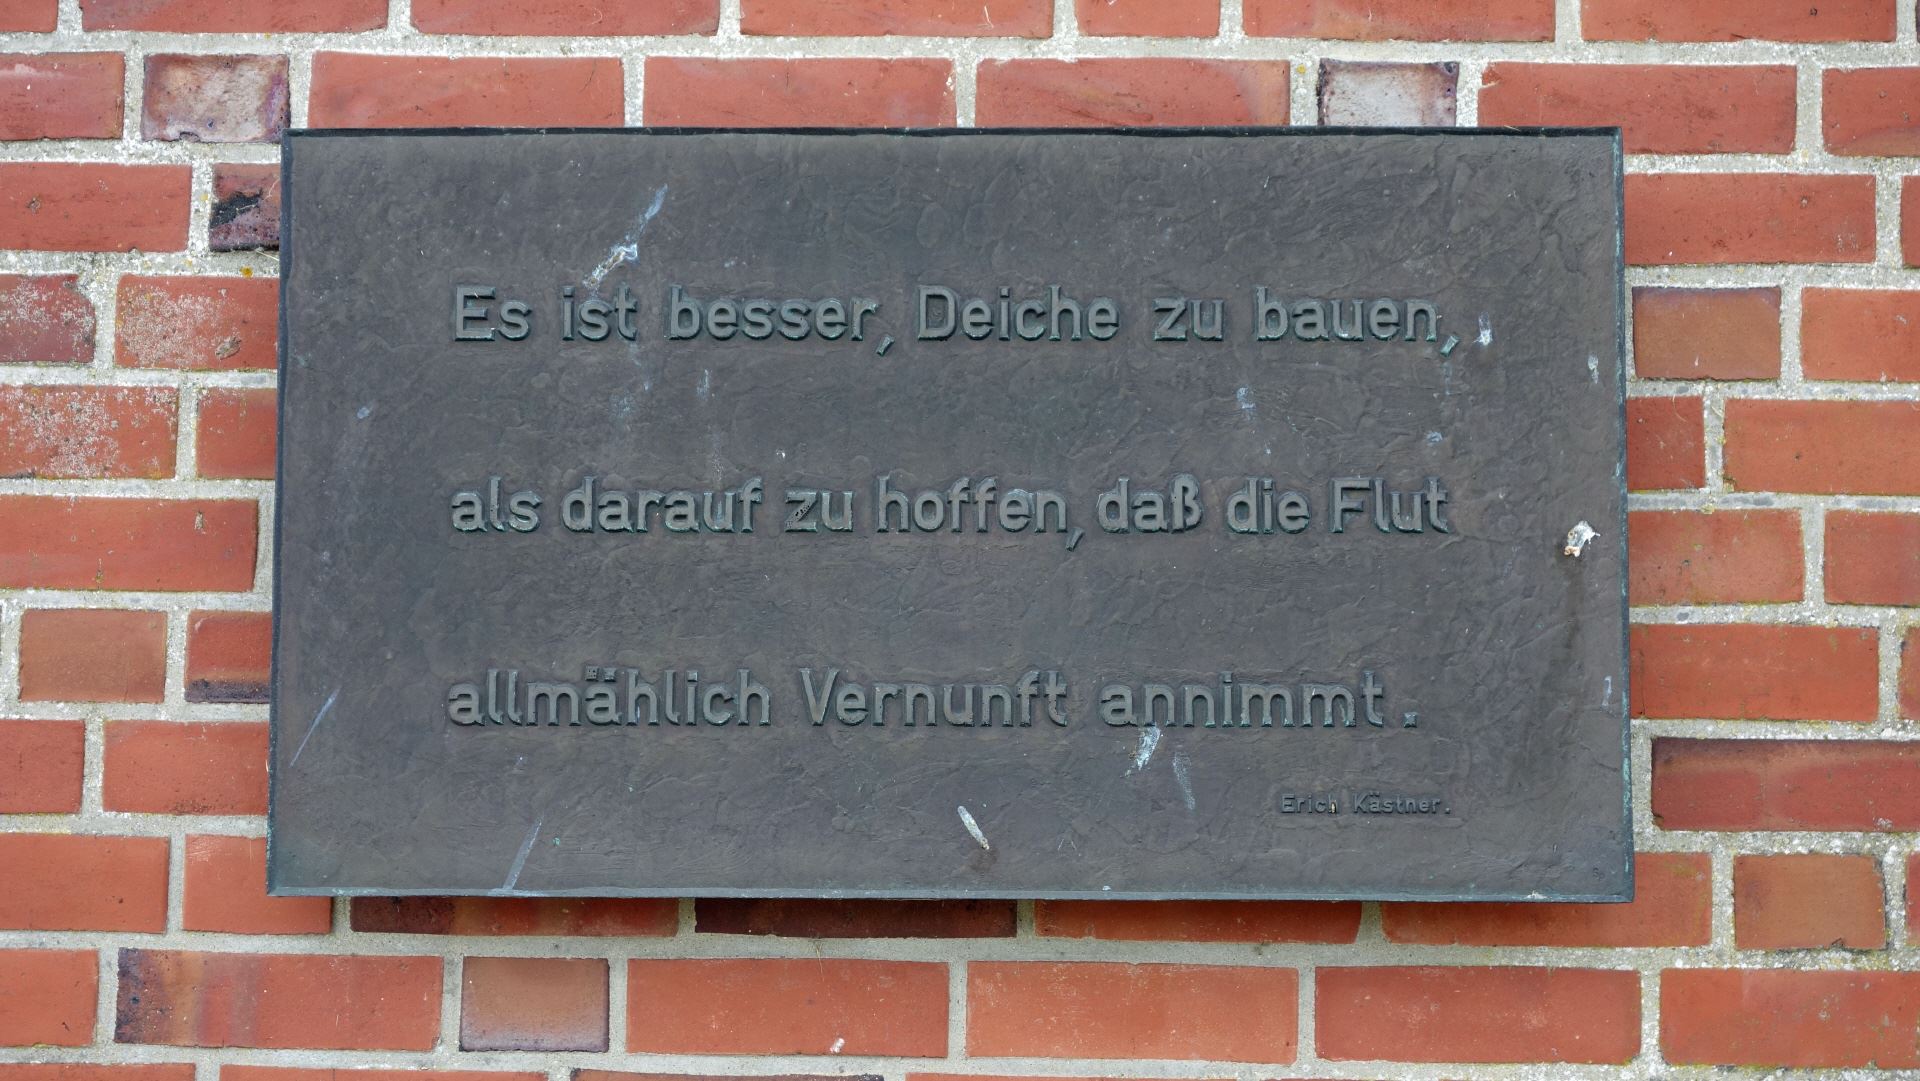 Es ist besser, Deiche zu bauen,
als darauf zu hoffen, daß die Flut
allmählich Vernunft annimmt.
Erich Kästner.